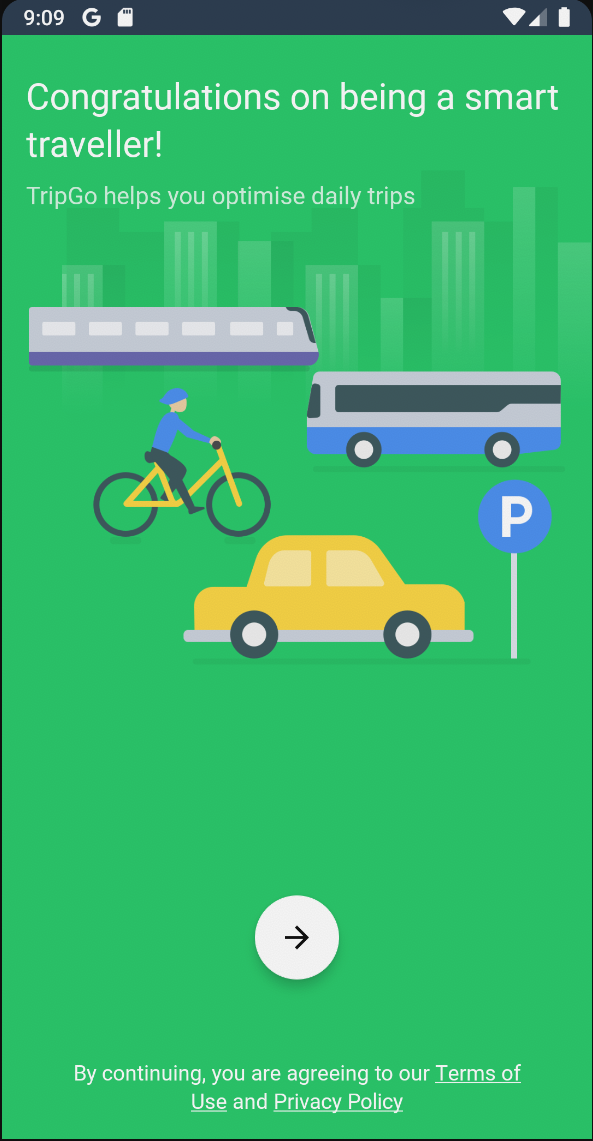 9:09 G
Congratulations on being a smart
traveller!
TripGo helps you optimise daily trips
P
By continuing, you are agreeing to our Terms of
Use and Privacy Policy